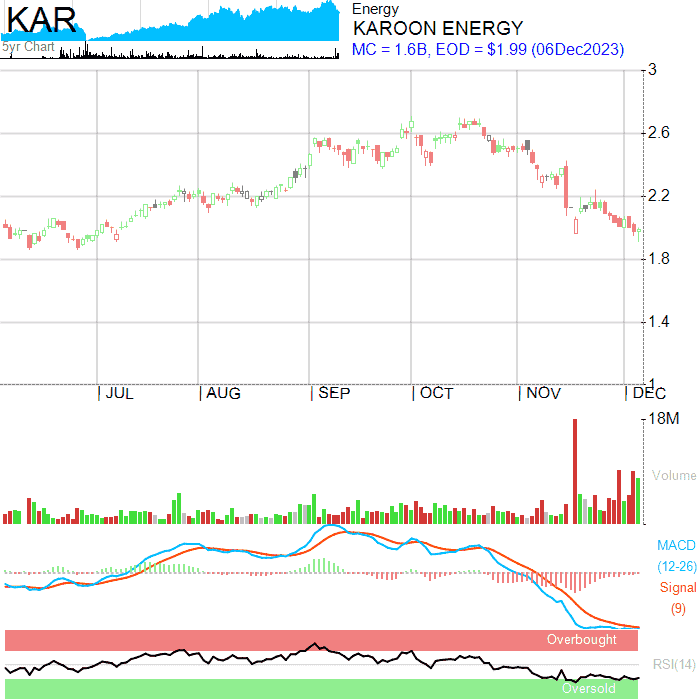 KAR
5yr Chart
Energy
KAROON ENERGY
MC = 1.6B, EOD = $1.99 (06Dec2023)
3
2.6
2.2
1.8
1.4
1
| JUL | AUG | SEP | OCT | NOV | DEC
18M
Volume
MACD
(12-26)
Signal
(9)
Overbought
RSI(14)
Oversold